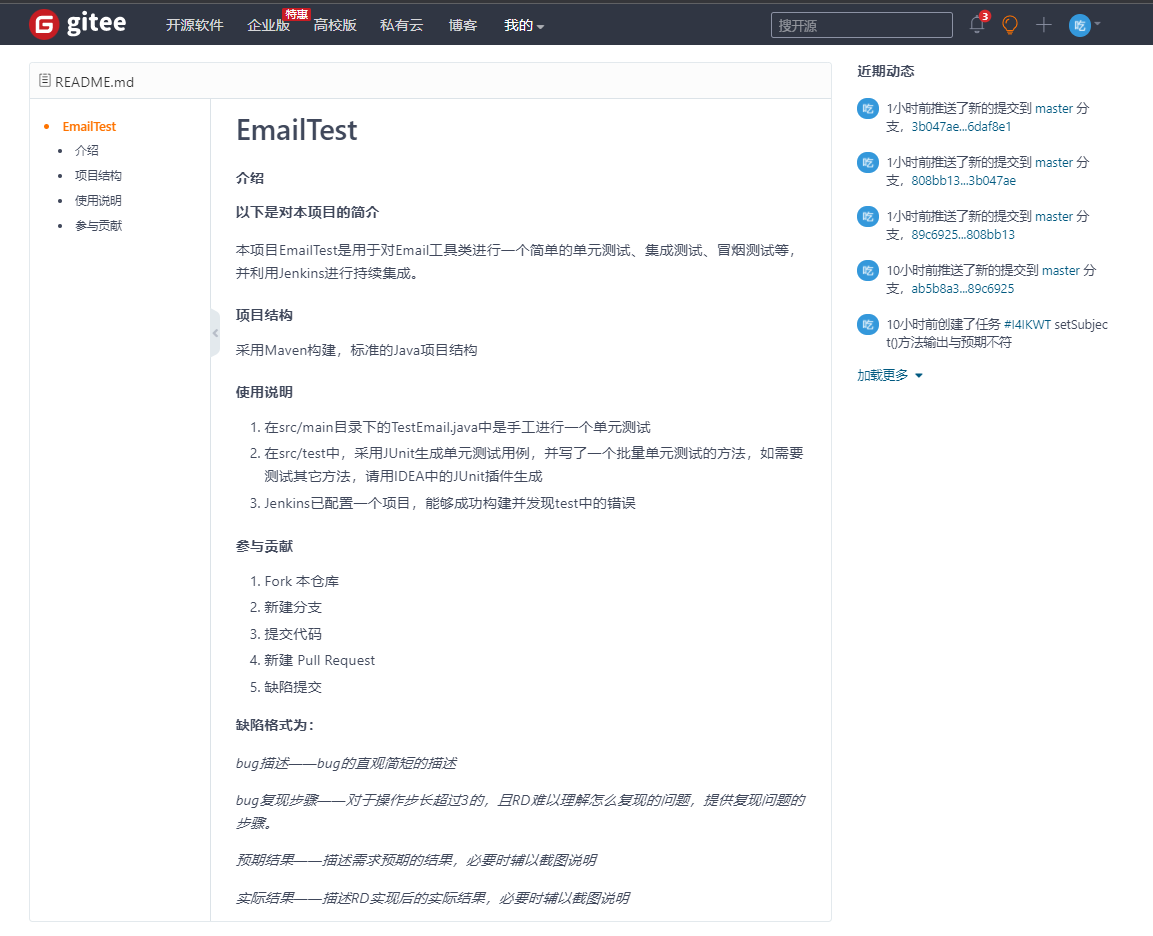 gitee
开源软件 企业版 特惠 高校版 私有云 博客 我的 搜开源 3 吃
README.md
EmailTest
介绍
项目结构
使用说明
参与贡献
EmailTest
介绍
以下是对本项目的简介
本项目EmailTest是用于对Email工具类进行一个简单的单元测试、集成测试、冒烟测试等，
并利用Jenkins进行持续集成。
项目结构
采用Maven构建，标准的Java项目结构
使用说明
1. 在src/main目录下的TestEmail.java中是手工进行一个单元测试
2. 在src/test中，采用JUnit生成单元测试用例，并写了一个批量单元测试的方法，如需要
测试其它方法，请用IDEA中的JUnit插件生成
3. Jenkins已配置一个项目，能够成功构建并发现test中的错误
参与贡献
1. Fork 本仓库
2. 新建分支
3. 提交代码
4. 新建 Pull Request
5. 缺陷提交
缺陷格式为：
bug描述——bug的直观简短的描述
bug复现步骤——对于操作步长超过3的，且RD难以理解怎么复现的问题，提供复现问题的
步骤。
预期结果——描述需求预期的结果，必要时辅以截图说明
实际结果——描述RD实现后的实际结果，必要时辅以截图说明
近期动态
吃 1小时前推送了新的提交到 master 分
支，3b047ae...6daf8e1
吃 1小时前推送了新的提交到 master 分
支，808bb13...3b047ae
吃 1小时前推送了新的提交到 master 分
支，89c6925...808bb13
吃 10小时前推送了新的提交到 master 分
支，ab5b8a3...89c6925
吃 10小时前创建了任务 #I4IKWT setSubjec
t()方法输出与预期不符
加载更多